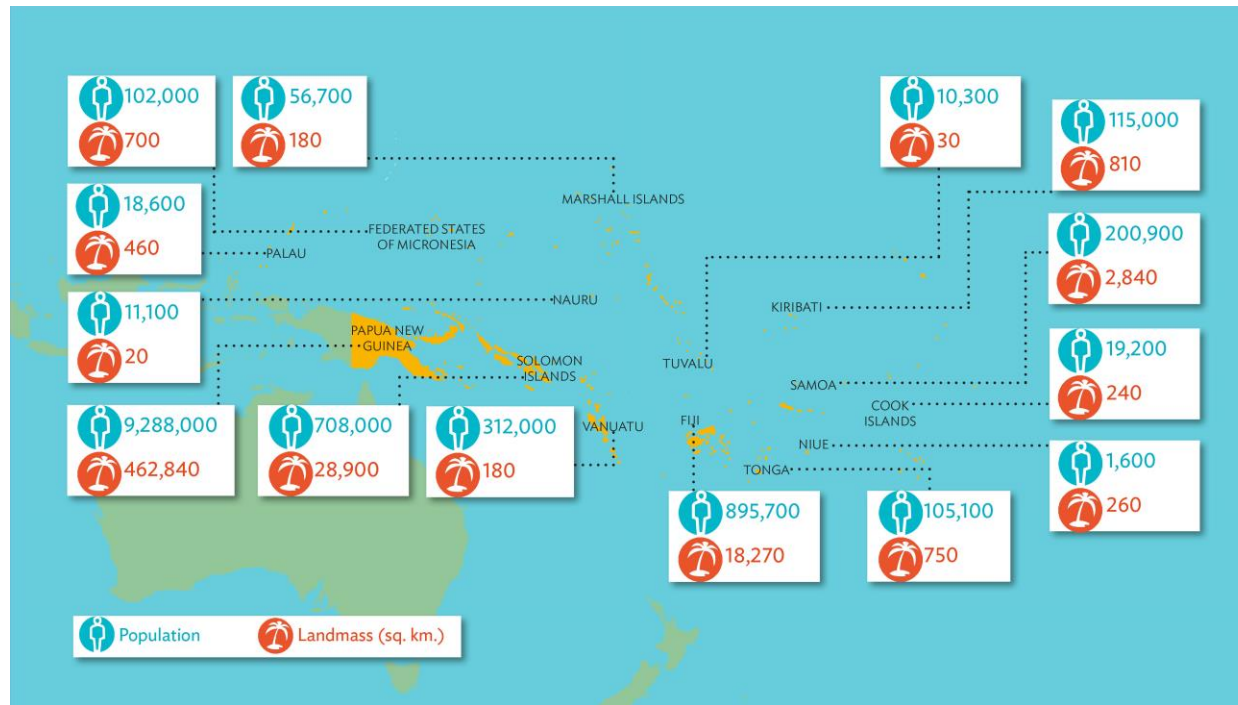 102,000
700
56,700
180
10,300
30
115,000
810
18,600
460
MARSHALL ISLANDS
FEDERATED STATES
OF MICRONESIA
PALAU
200,900
2,840
11,100
20
NAURU
KIRIBATI
PAPUA NEW
GUINEA
SOLOMON
ISLANDS
TUVALU
SAMOA
COOK
ISLANDS
19,200
240
9,288,000
462,840
708,000
28,900
312,000
180
VANUATU
FIJI
NIUE
TONGA
1,600
260
895,700
18,270
105,100
750
Population
Landmass (sq. km.)